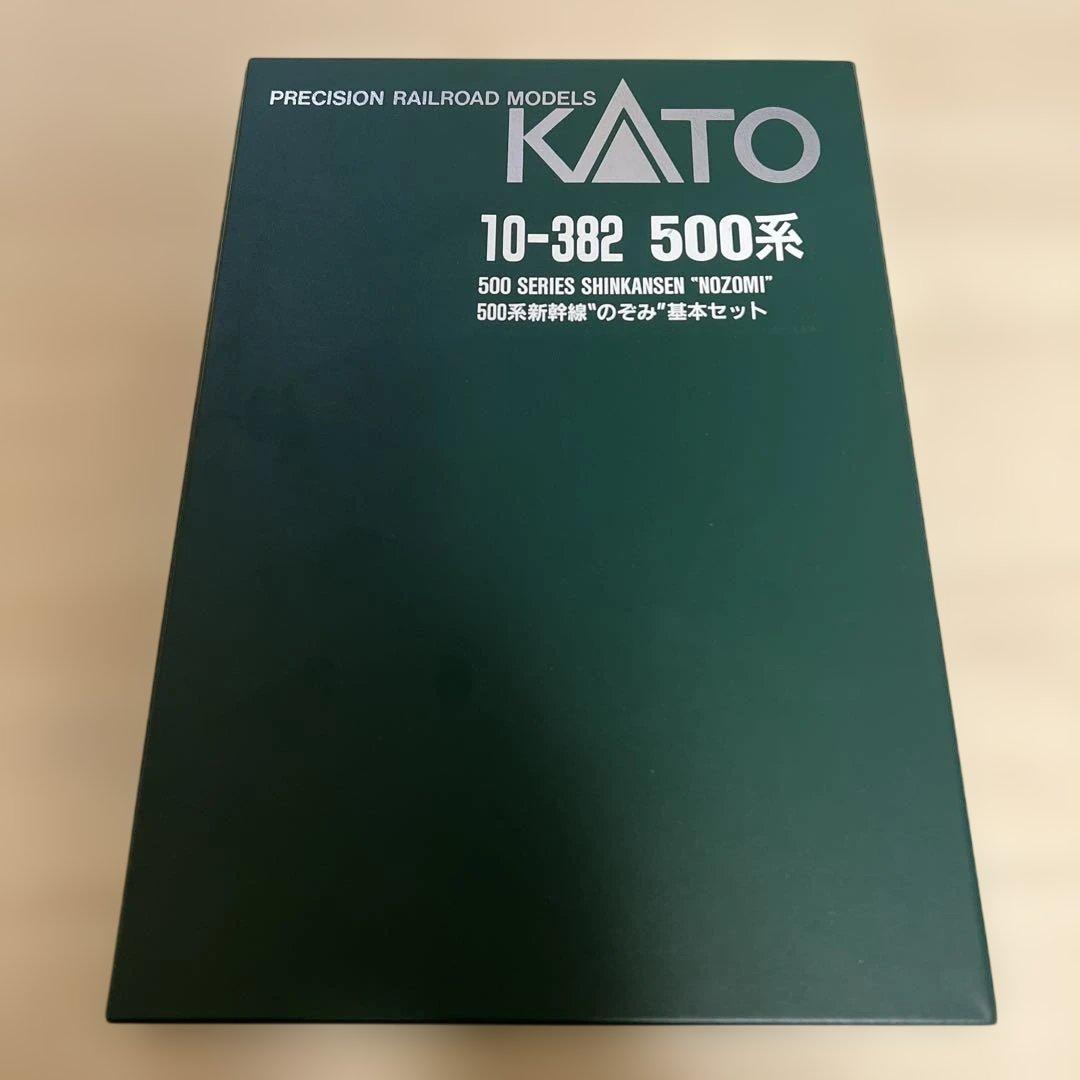 PRECISION RAILROAD MODELS
KATO
10-382 500系
500 SERIES SHINKANSEN "NOZOMI"
500系新幹線"のぞみ"基本セット